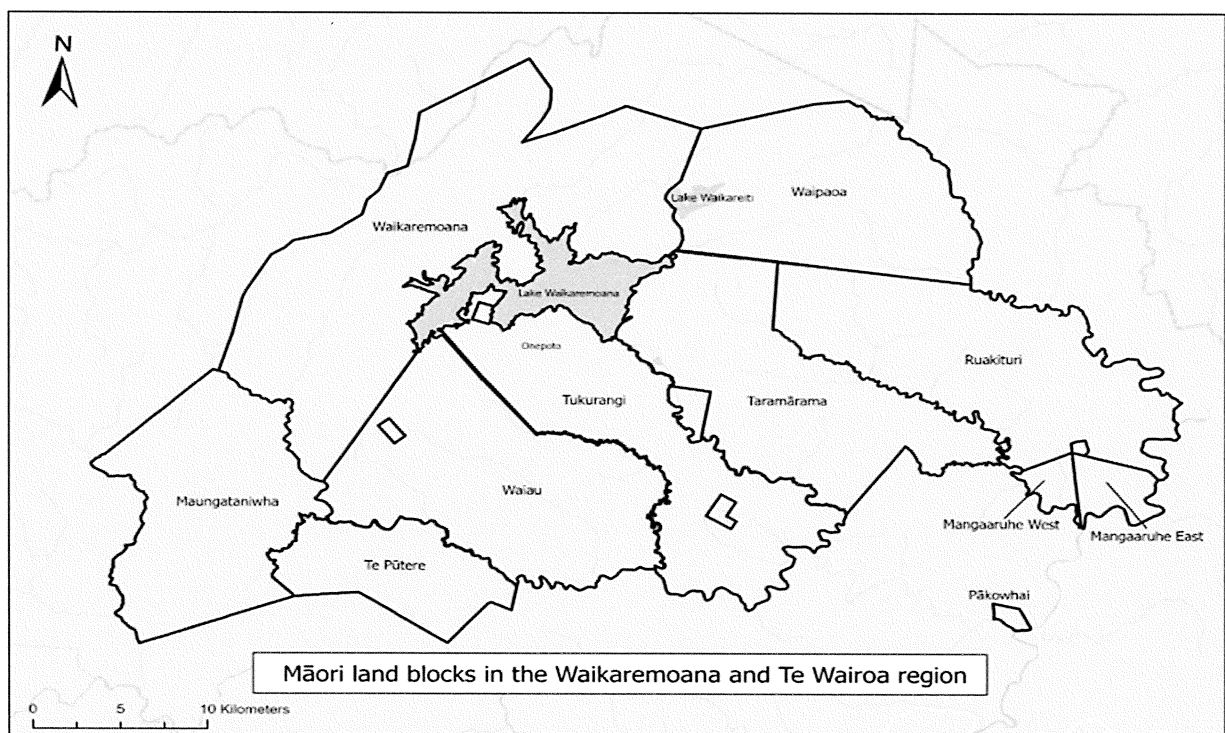 N
Waipaoa
Lake Waikareiti
Waikaremoana
Lake Waikaremoana
Onepoto
Ruakituri
Tukurangi
Taramārama
Waiau
Maungataniwha
Mangaaruhe West
Mangaaruhe East
Te Pūtere
Pākowhai
Māori land blocks in the Waikaremoana and Te Wairoa region
0 5 10 Kilometers